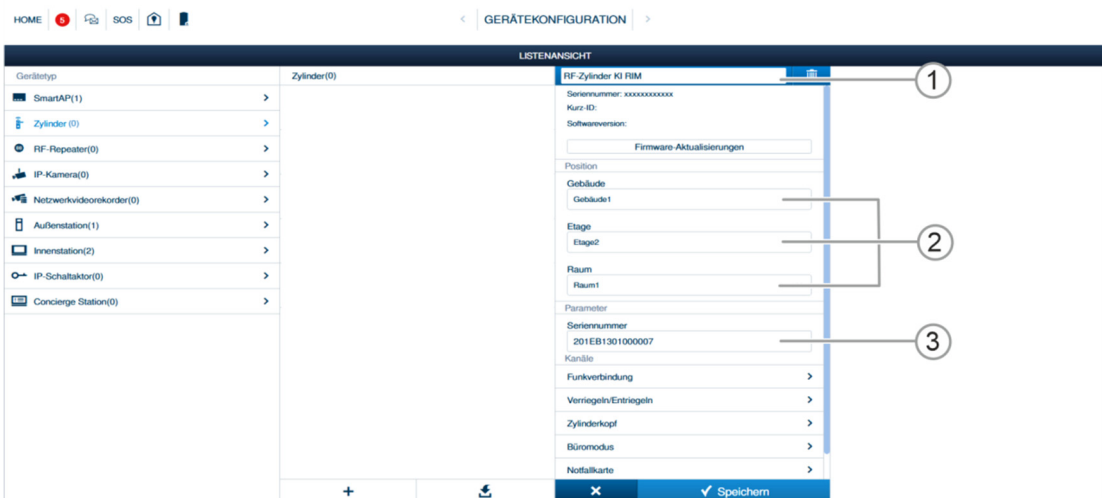 HOME 5 SOS
< GERÄTEKONFIGURATION >
LISTENANSICHT
Gerätetyp
SmartAP(1)
Zylinder (0)
RF-Repeater(0)
IP-Kamera(0)
Netzwerkvideorekorder(0)
Außenstation(1)
Innenstation(2)
IP-Schaltaktor(0)
Concierge Station(0)
Zylinder(0)
RF-Zylinder KI RIM
Seriennummer: xxxxxxxxxxxx
Kurz-ID:
Softwareversion:
Firmware-Aktualisierungen
Position
Gebäude
Gebäude1
Etage
Etage2
Raum
Raum1
Parameter
Seriennummer
201EB1301000007
Kanäle
Funkverbindung
Verriegeln/Entriegeln
Zylinderkopf
Büromodus
Notfallkarte
Speichern
1
2
3